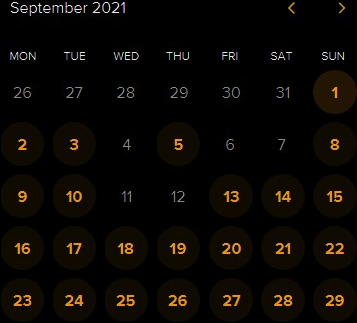 September 2021
MON TUE WED THU FRI SAT SUN
26 27 28 29 30 31 1
2 3 4 5 6 7 8
9 10 11 12 13 14 15
16 17 18 19 20 21 22
23 24 25 26 27 28 29